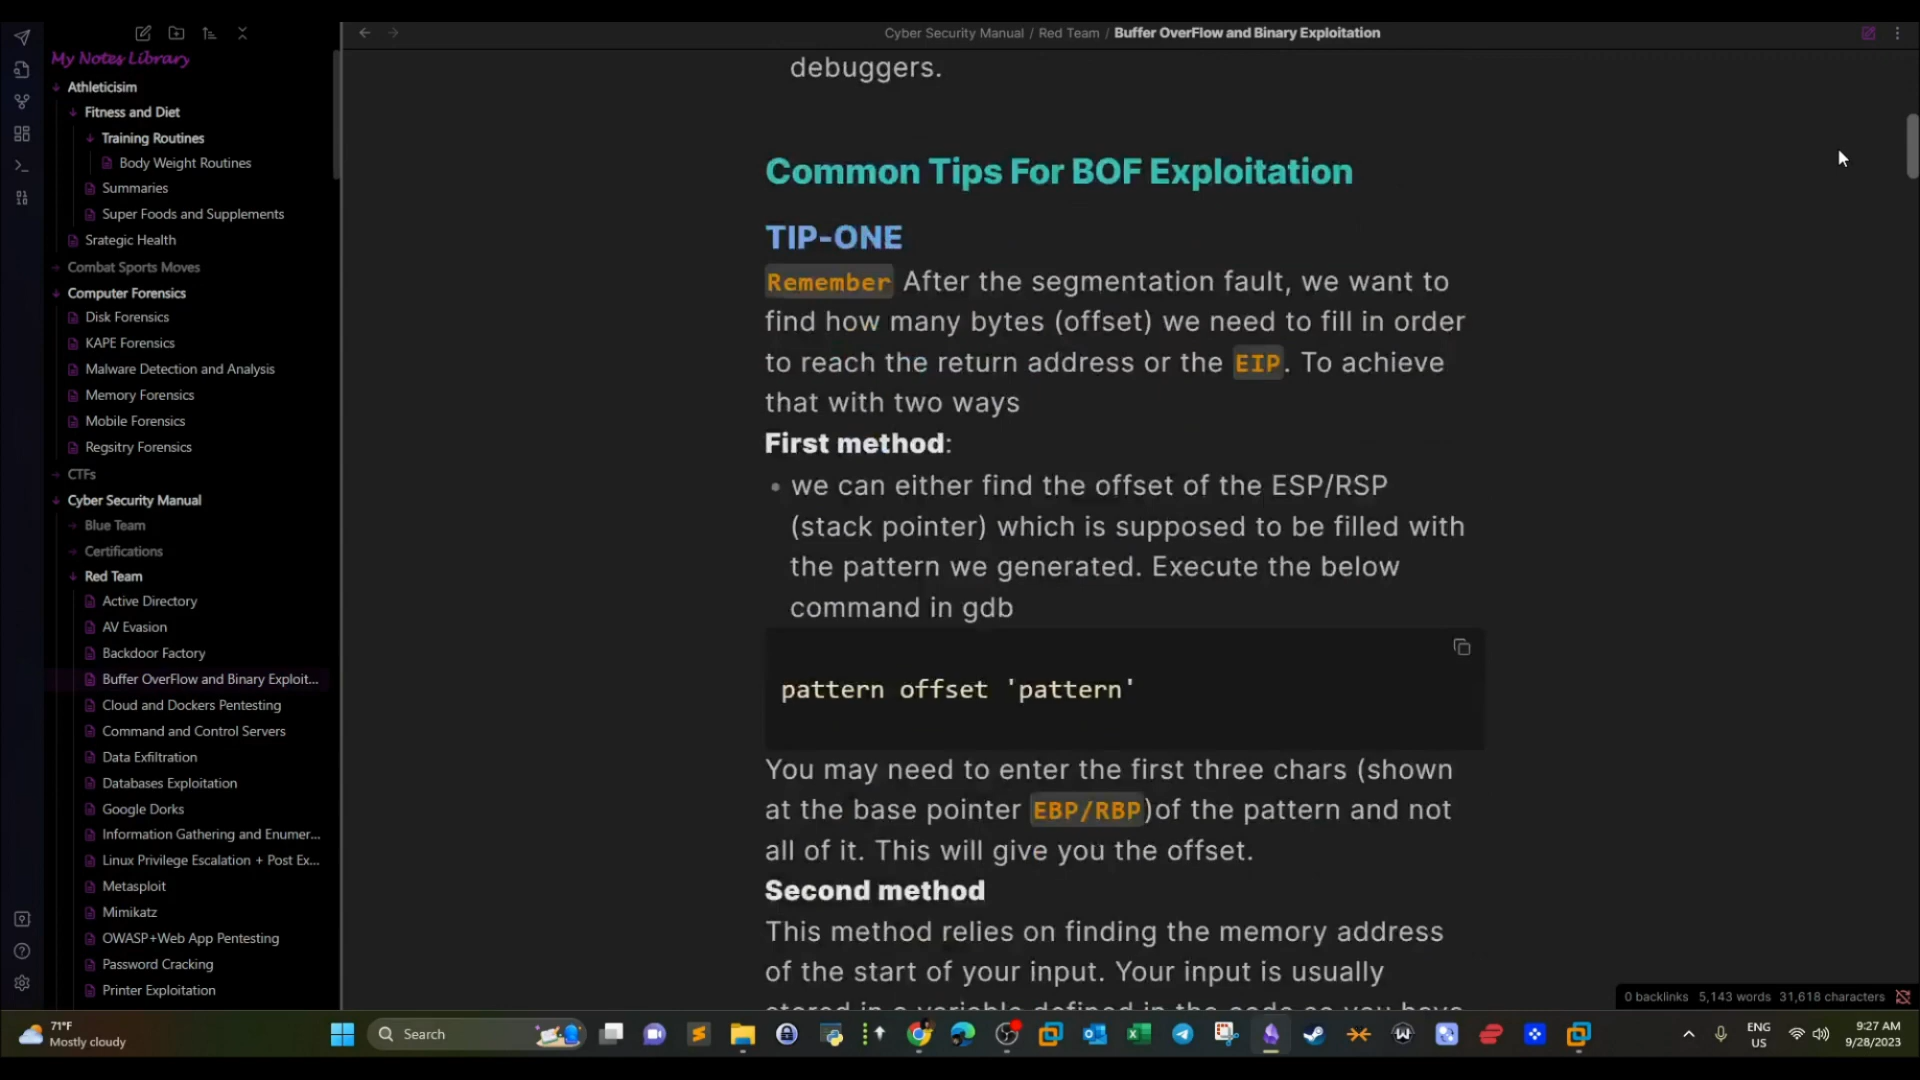 My Notes Library
Athleticisim
Fitness and Diet
Training Routines
Body Weight Routines
Summaries
Super Foods and Supplements
Srategic Health
Combat Sports Moves
Computer Forensics
Disk Forensics
KAPE Forensics
Malware Detection and Analysis
Memory Forensics
Mobile Forensics
Regsitry Forensics
CTFs
Cyber Security Manual
Blue Team
Certifications
Red Team
Active Directory
AV Evasion
Backdoor Factory
Buffer OverFlow and Binary Exploit...
Cloud and Dockers Pentesting
Command and Control Servers
Data Exfiltration
Databases Exploitation
Google Dorks
Information Gathering and Enumer...
Linux Privilege Escalation + Post Ex...
Metasploit
Mimikatz
OWASP+Web App Pentesting
Password Cracking
Printer Exploitation
Cyber Security Manual / Red Team / Buffer OverFlow and Binary Exploitation
debuggers.
Common Tips For BOF Exploitation
TIP-ONE
Remember After the segmentation fault, we want to
find how many bytes (offset) we need to fill in order
to reach the return address or the EIP. To achieve
that with two ways
First method:
• we can either find the offset of the ESP/RSP
(stack pointer) which is supposed to be filled with
the pattern we generated. Execute the below
command in gdb
pattern offset 'pattern'
You may need to enter the first three chars (shown
at the base pointer EBP/RBP)of the pattern and not
all of it. This will give you the offset.
Second method
This method relies on finding the memory address
of the start of your input. Your input is usually
stored in a variable defined in the code so you have
0 backlinks 5,143 words 31,618 characters
71°F
Mostly cloudy
Search
ENG
US
9:27 AM
9/28/2023